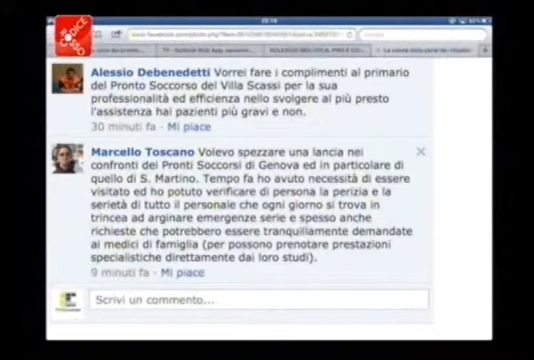 CODICE
ROSSO
22:18
Alessio Debenedetti Vorrei fare i complimenti al primario
del Pronto Soccorso del Villa Scassi per la sua
professionalità ed efficienza nello svolgere al più presto
l'assistenza hai pazienti più gravi e non.
30 minuti fa · Mi piace
Marcello Toscano Volevo spezzare una lancia nei
confronti dei Pronti Soccorsi di Genova ed in particolare di
quello di S. Martino. Tempo fa ho avuto necessità di essere
visitato ed ho potuto verificare di persona la perizia e la
serietà di tutto il personale che ogni giorno si trova in
trincea ad arginare emergenze serie e spesso anche
richieste che potrebbero essere tranquillamente demandate
ai medici di famiglia (per possono prenotare prestazioni
specialistiche direttamente dai loro studi).
9 minuti fa · Mi piace
Scrivi un commento...